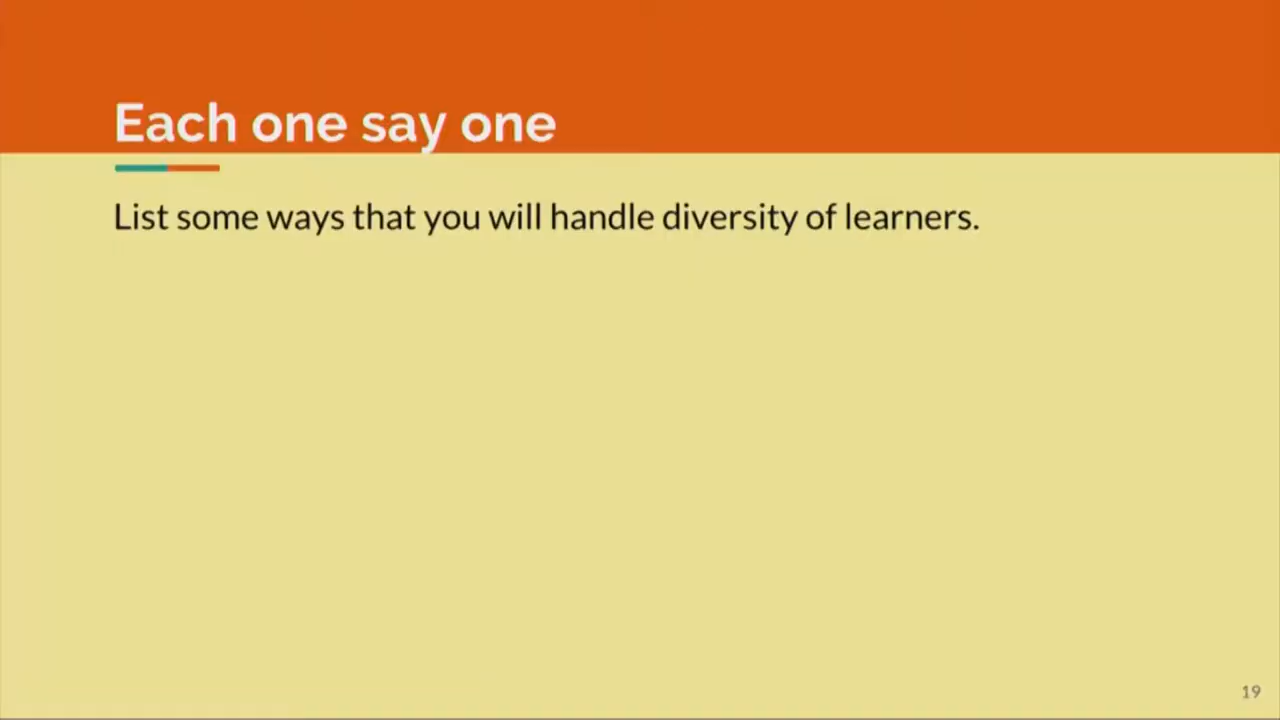 Each one say one
List some ways that you will handle diversity of learners.
19